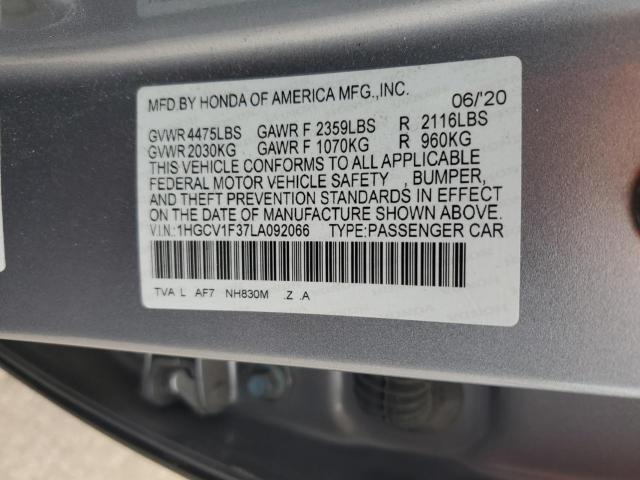 MFD.BY HONDA OF AMERICA MFG.,INC. 06/'20
GVWR 4475LBS GAWR F 2359LBS R 2116LBS
GVWR 2030KG GAWR F 1070KG R 960KG
THIS VEHICLE CONFORMS TO ALL APPLICABLE
FEDERAL MOTOR VEHICLE SAFETY , BUMPER,
AND THEFT PREVENTION STANDARDS IN EFFECT
ON THE DATE OF MANUFACTURE SHOWN ABOVE.
V.I.N.:1HGCV1F37LA092066 TYPE:PASSENGER CAR
TVA L AF7 NH830M .Z .A